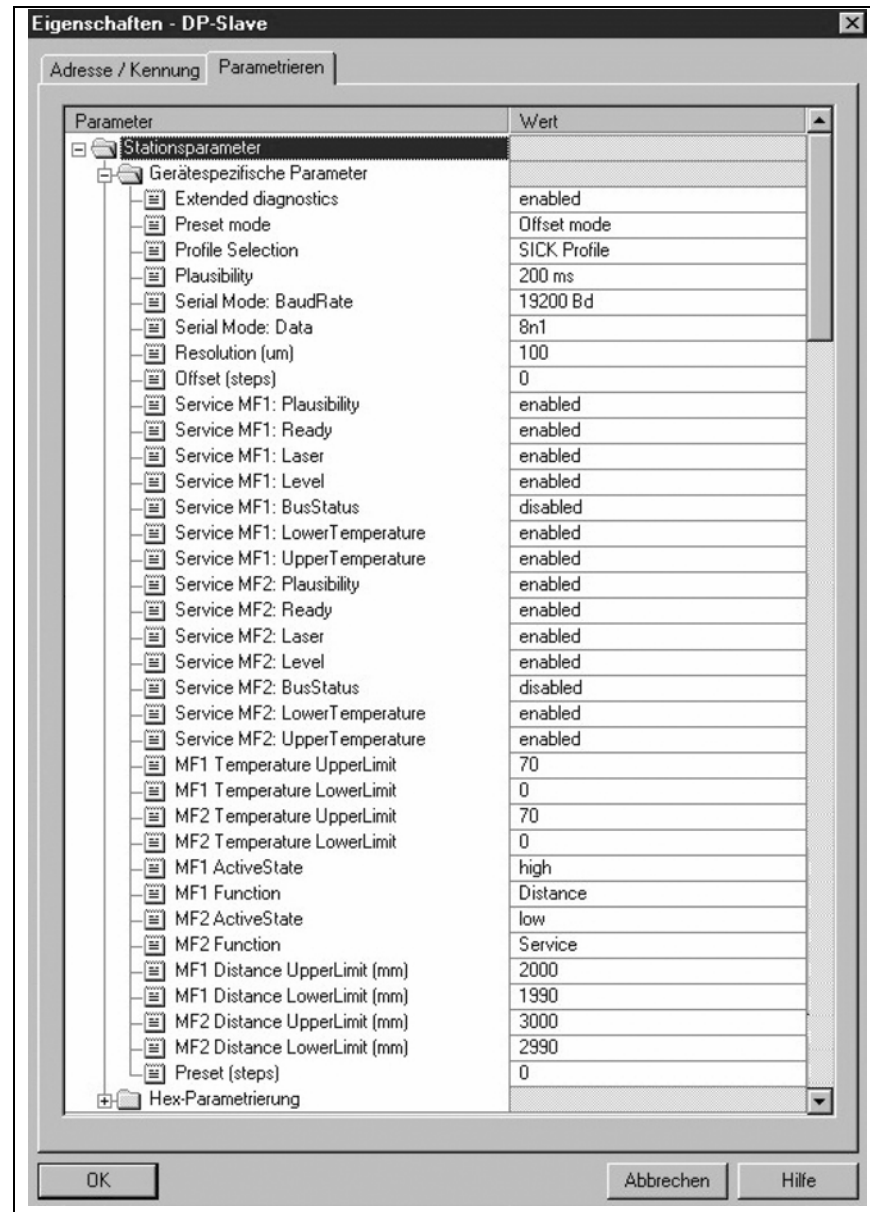 Eigenschaften - DP-Slave
Adresse / Kennung Parametrieren
Parameter Wert
Stationsparameter
Gerätespezifische Parameter
Extended diagnostics enabled
Preset mode Offset mode
Profile Selection SICK Profile
Plausibility 200 ms
Serial Mode: BaudRate 19200 Bd
Serial Mode: Data 8n1
Resolution (um) 100
Offset (steps) 0
Service MF1: Plausibility enabled
Service MF1: Ready enabled
Service MF1: Laser enabled
Service MF1: Level enabled
Service MF1: BusStatus disabled
Service MF1: LowerTemperature enabled
Service MF1: UpperTemperature enabled
Service MF2: Plausibility enabled
Service MF2: Ready enabled
Service MF2: Laser enabled
Service MF2: Level enabled
Service MF2: BusStatus disabled
Service MF2: LowerTemperature enabled
Service MF2: UpperTemperature enabled
MF1 Temperature UpperLimit 70
MF1 Temperature LowerLimit 0
MF2 Temperature UpperLimit 70
MF2 Temperature LowerLimit 0
MF1 ActiveState high
MF1 Function Distance
MF2 ActiveState low
MF2 Function Service
MF1 Distance UpperLimit (mm) 2000
MF1 Distance LowerLimit (mm) 1990
MF2 Distance UpperLimit (mm) 3000
MF2 Distance LowerLimit (mm) 2990
Preset (steps) 0
Hex-Parametrierung
OK Abbrechen Hilfe